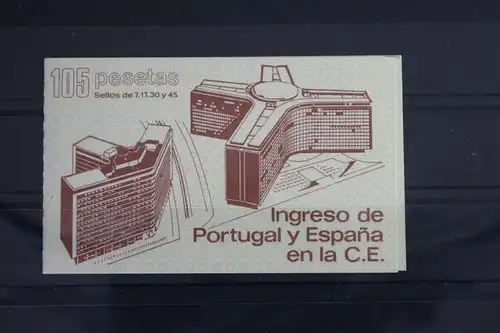 105 pesetas
Sellos de 7,17.30 y 45
Ingreso de
Portugal y España
en la C.E.